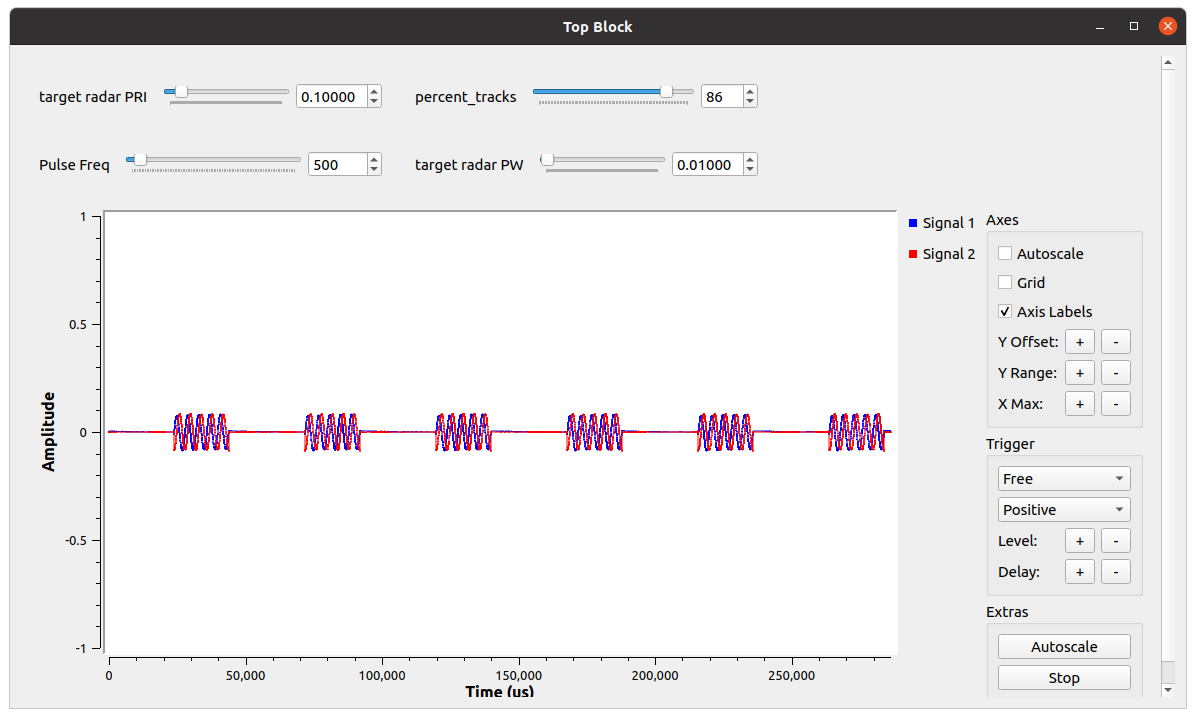 Top Block
target radar PRI 0.10000 percent_tracks 86
Pulse Freq 500 target radar PW 0.01000
Signal 1
Signal 2
Amplitude
1
0.5
0
-0.5
-1
0 50,000 100,000 150,000 200,000 250,000
Time (us)
Axes
Autoscale
Grid
Axis Labels
Y Offset: + -
Y Range: + -
X Max: + -
Trigger
Free
Positive
Level: + -
Delay: + -
Extras
Autoscale
Stop